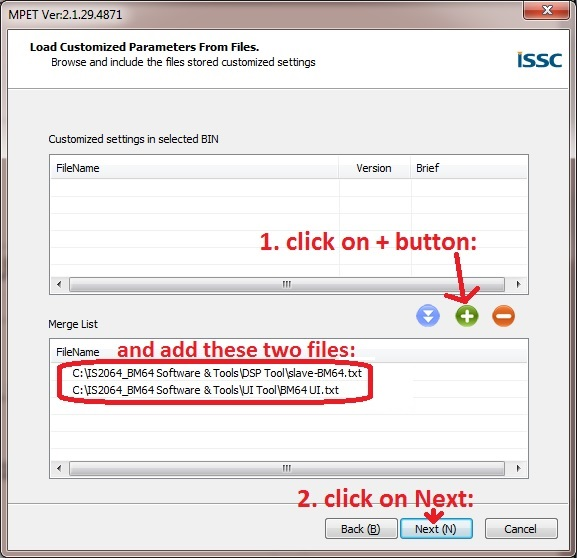 MPET Ver:2.1.29.4871
Load Customized Parameters From Files.
Browse and include the files stored customized settings
issc
Customized settings in selected BIN
FileName Version Brief
1. click on + button:
Merge List
FileName
and add these two files:
C:\IS2064_BM64 Software & Tools\DSP Tool\slave-BM64.txt
C:\IS2064_BM64 Software & Tools\UI Tool\BM64 UI.txt
2. click on Next:
Back (B) Next (N) Cancel